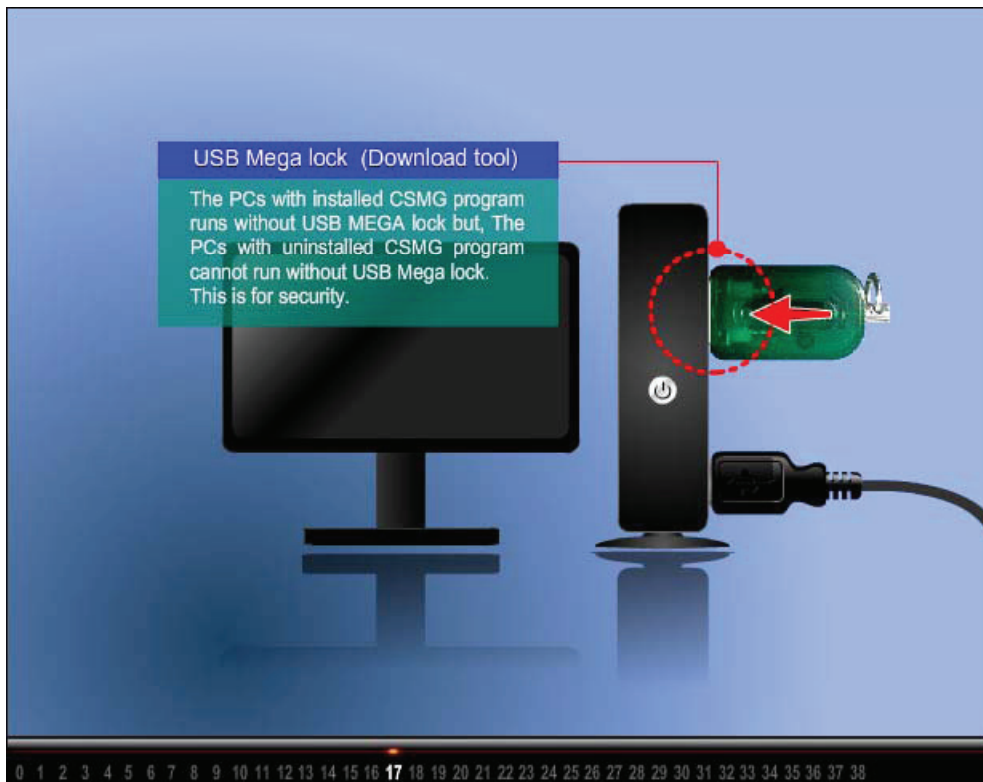 USB Mega lock (Download tool)
The PCs with installed CSMG program
runs without USB MEGA lock but, The
PCs with uninstalled CSMG program
cannot run without USB Mega lock.
This is for security.
0 1 2 3 4 5 6 7 8 9 10 11 12 13 14 15 16 17 18 19 20 21 22 23 24 25 26 27 28 29 30 31 32 33 34 35 36 37 38